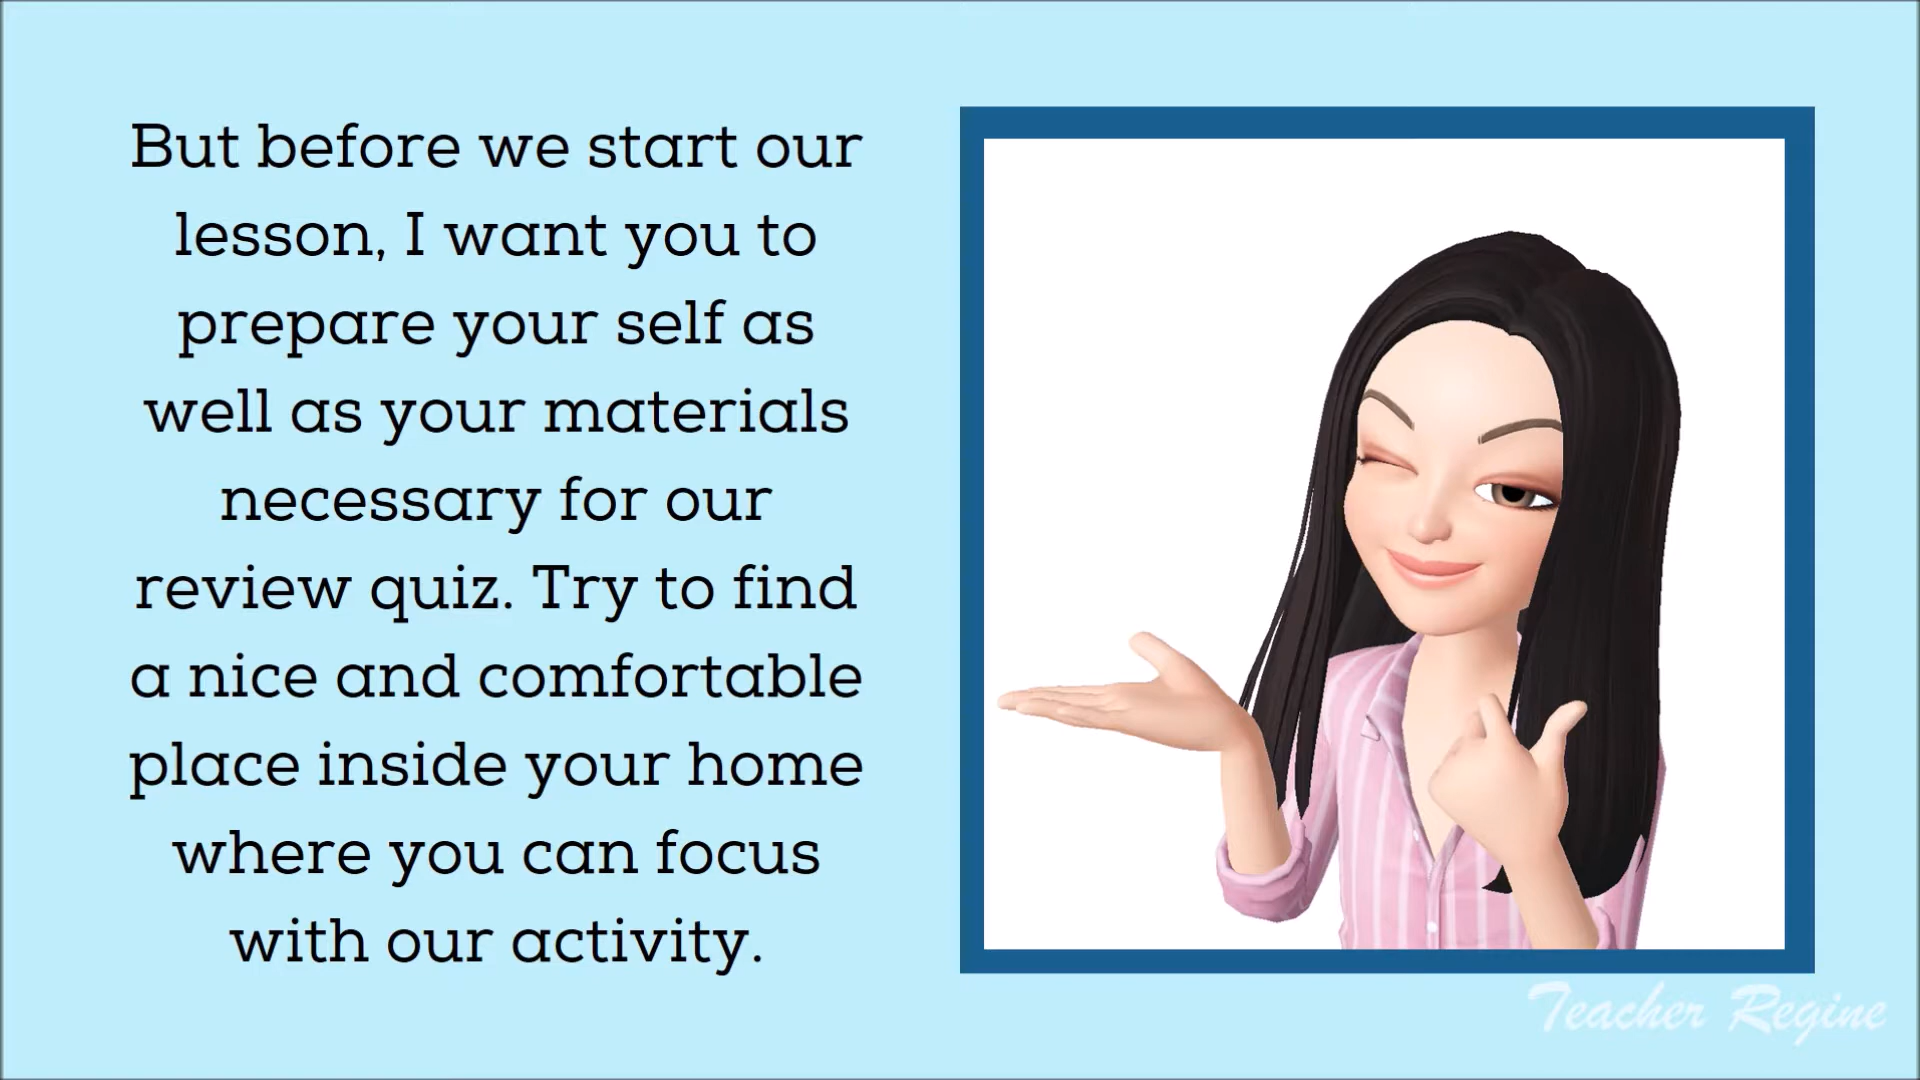 But before we start our
lesson, I want you to
prepare your self as
well as your materials
necessary for our
review quiz. Try to find
a nice and comfortable
place inside your home
where you can focus
with our activity.
Teacher Regine